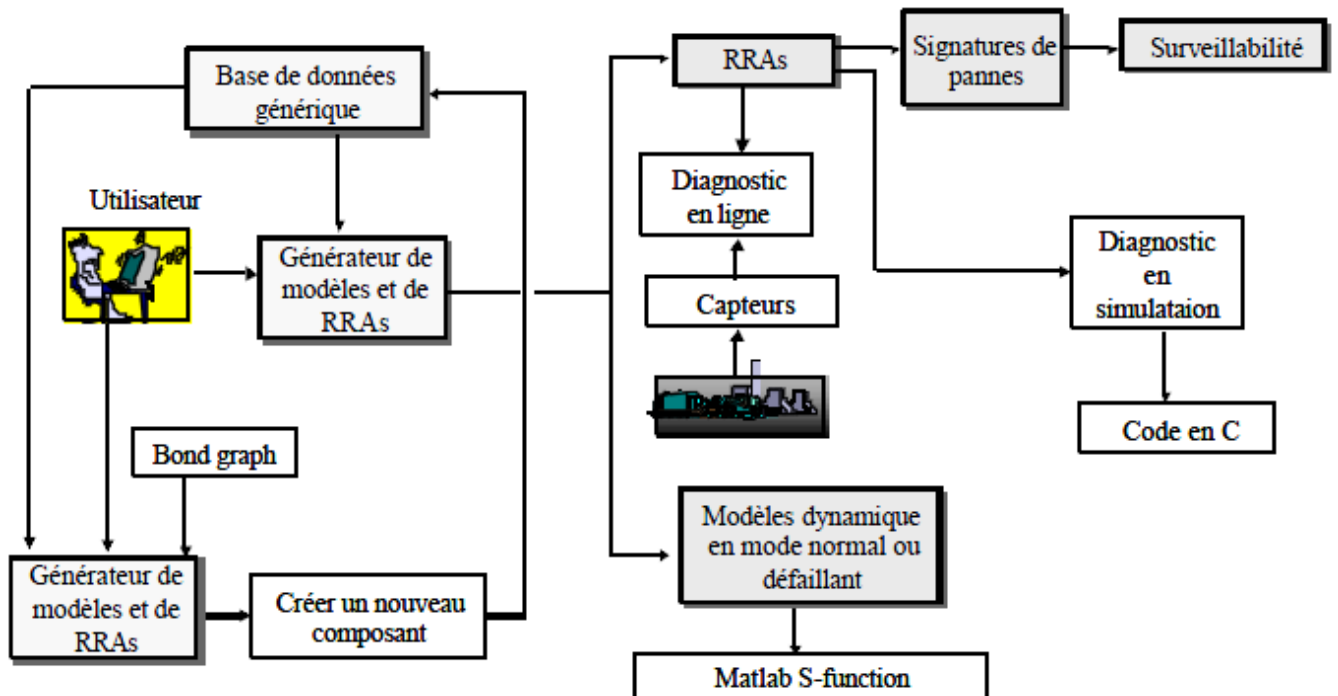 Base de données
générique
Utilisateur
Générateur de
modèles et de
RRAs
Bond graph
Générateur de
modèles et de
RRAs
Créer un nouveau
composant
RRAs
Signatures de
pannes
Surveillabilité
Diagnostic
en ligne
Capteurs
Diagnostic
en
simulataion
Code en C
Modèles dynamique
en mode normal ou
défaillant
Matlab S-function